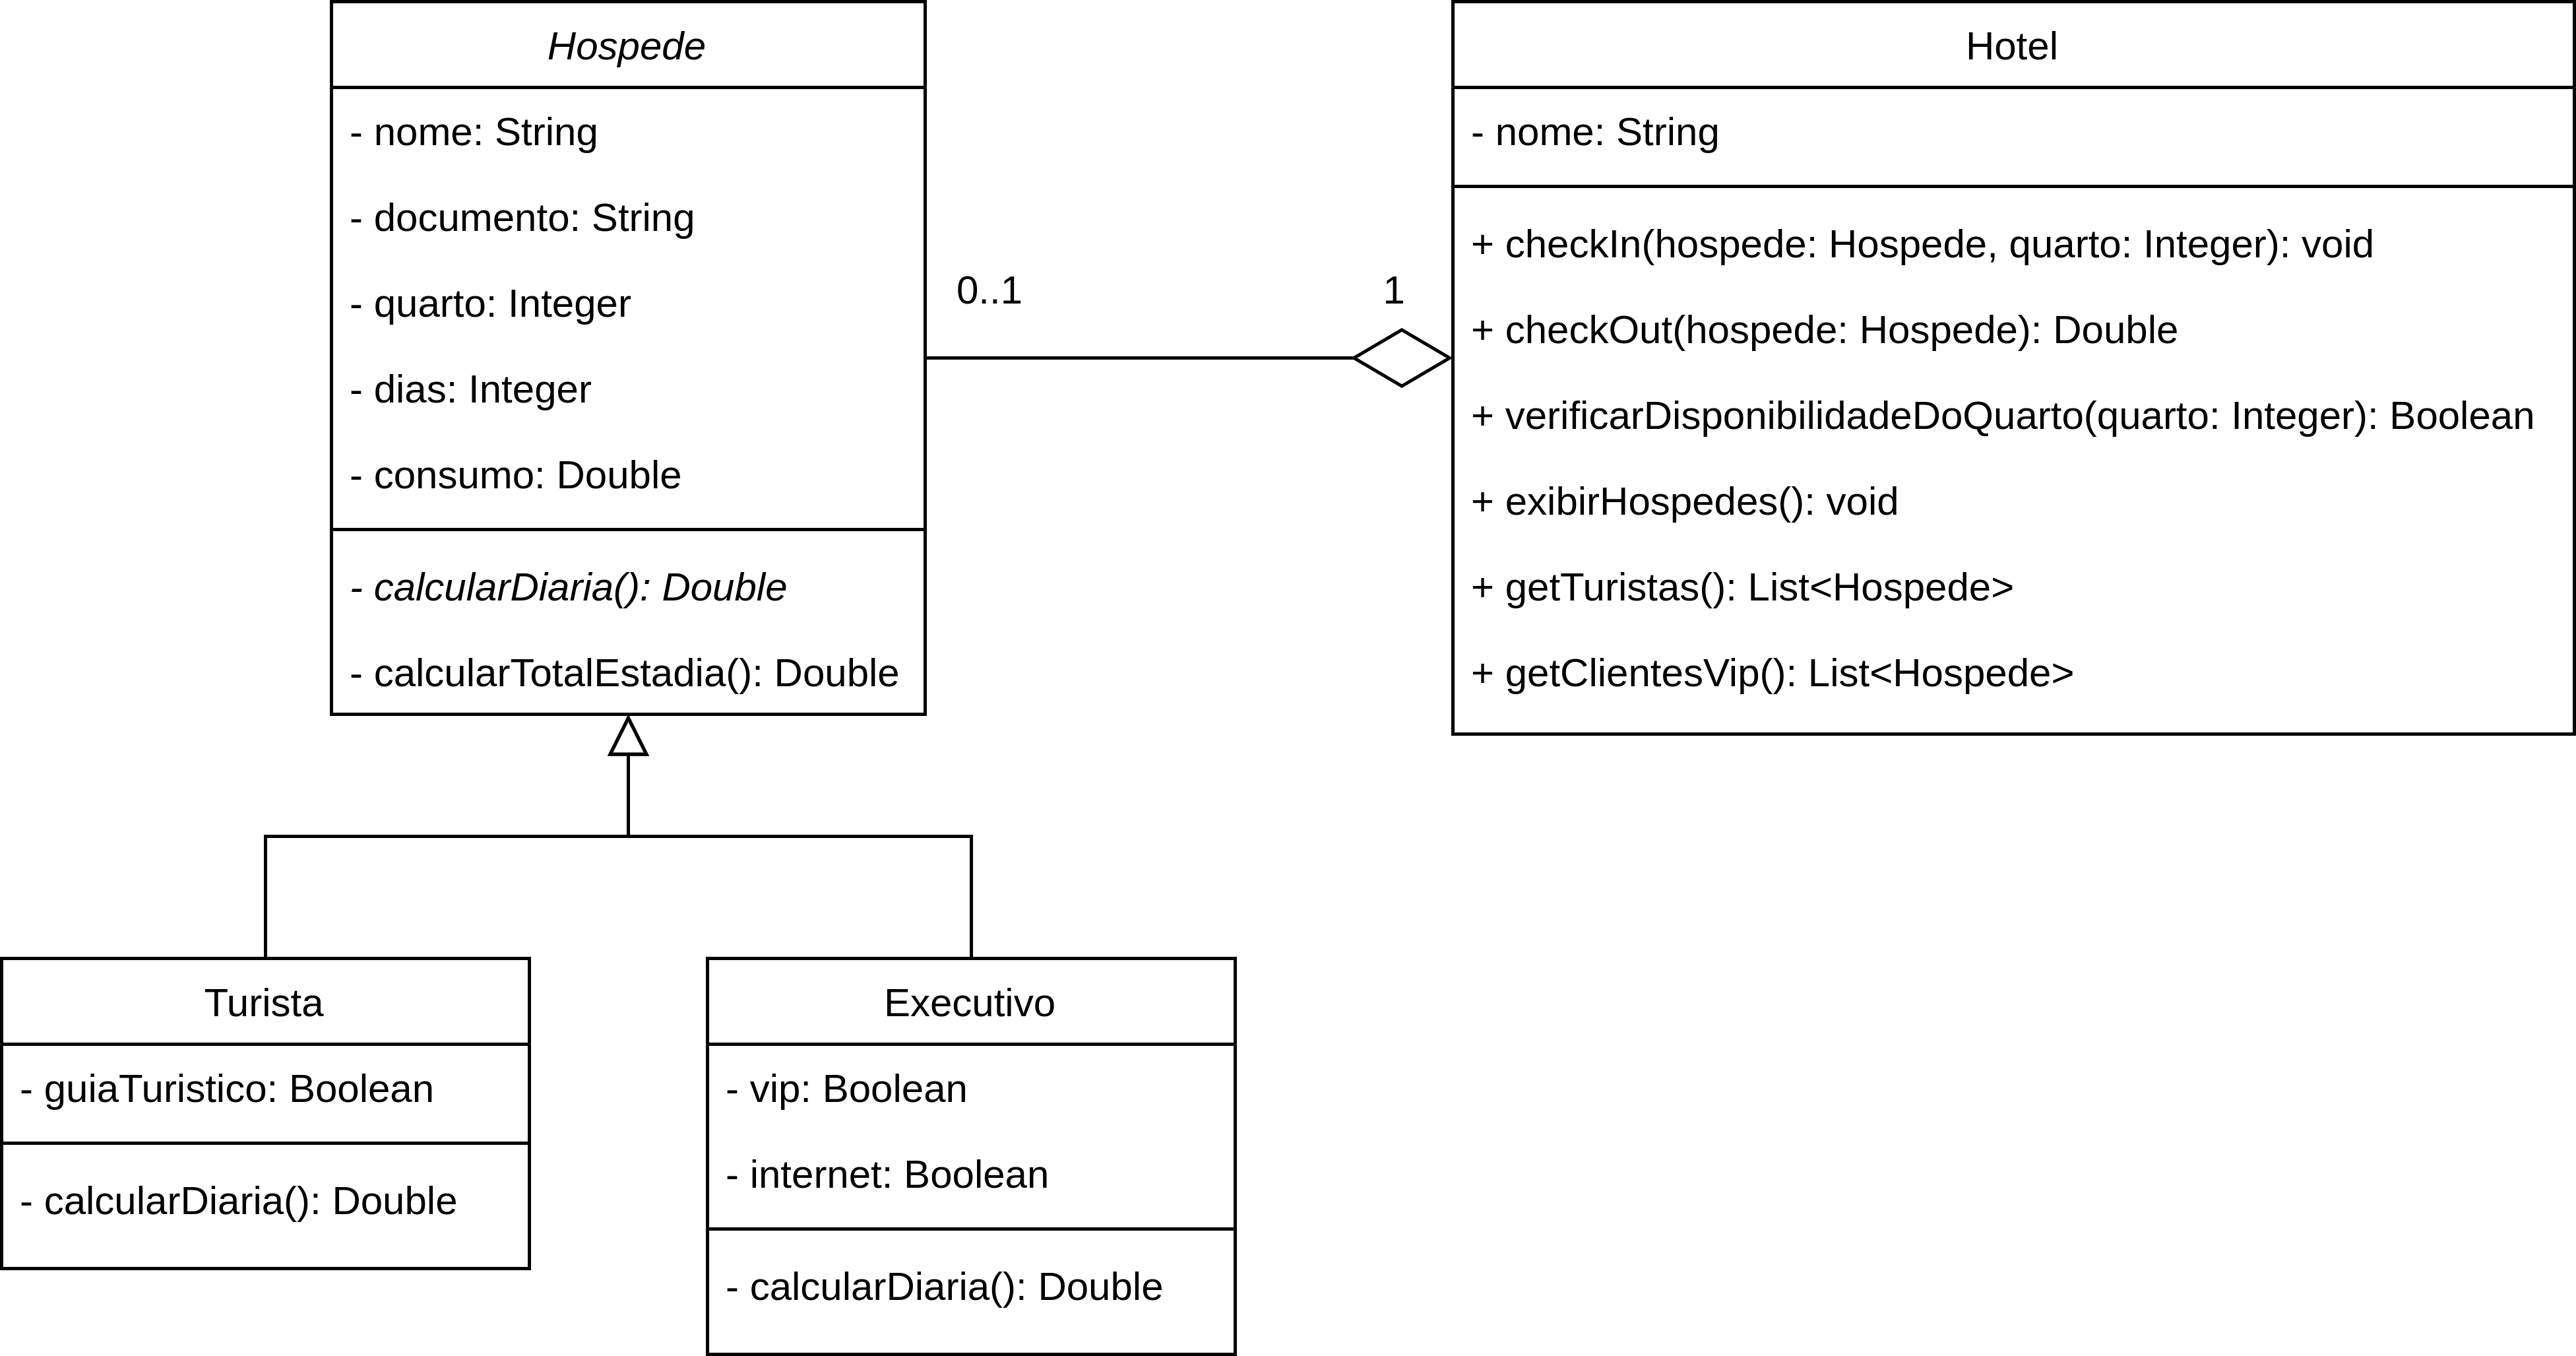 Hospede
- nome: String
- documento: String
- quarto: Integer
- dias: Integer
- consumo: Double
- calcularDiaria(): Double
- calcularTotalEstadia(): Double
0..1
1
Hotel
- nome: String
+ checkIn(hospede: Hospede, quarto: Integer): void
+ checkOut(hospede: Hospede): Double
+ verificarDisponibilidadeDoQuarto(quarto: Integer): Boolean
+ exibirHospedes(): void
+ getTuristas(): List<Hospede>
+ getClientesVip(): List<Hospede>
Turista
- guiaTuristico: Boolean
- calcularDiaria(): Double
Executivo
- vip: Boolean
- internet: Boolean
- calcularDiaria(): Double